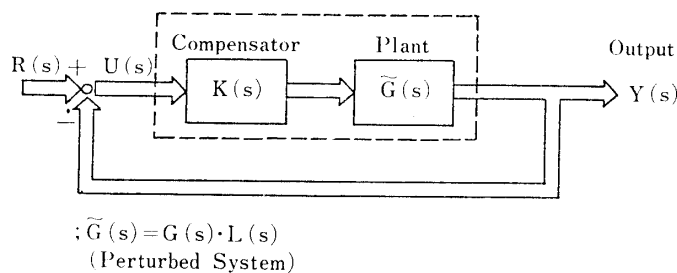 Compensator Plant Output
R(s) + U(s) K(s) G̃(s) Y(s)
−
; G̃(s)=G(s)·L(s)
(Perturbed System)